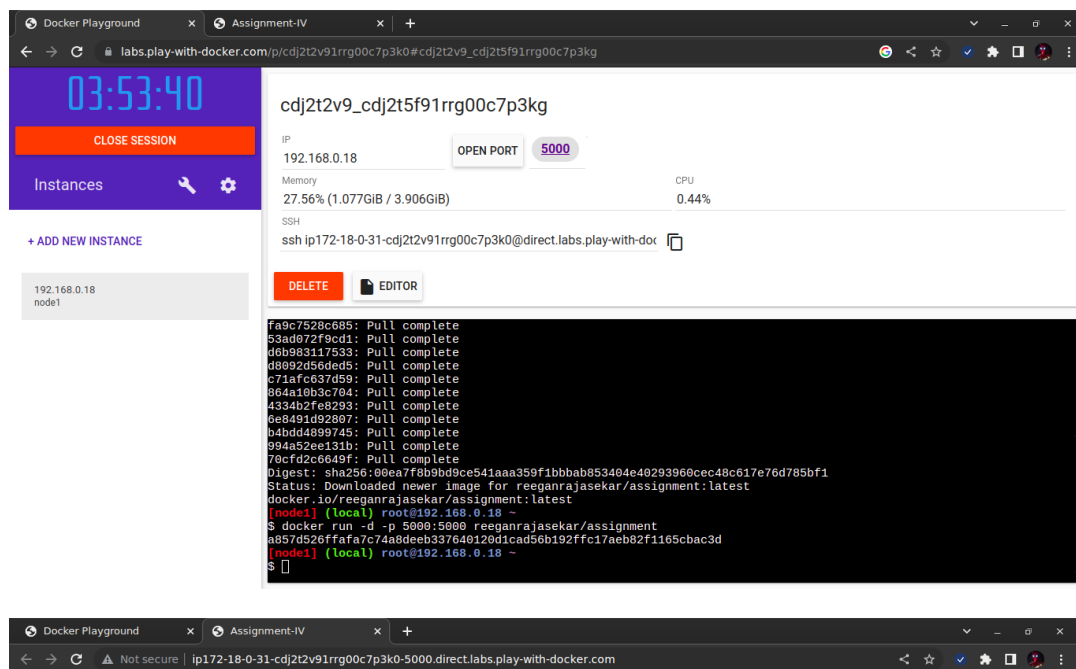 Docker Playground × Assignment-IV × +
labs.play-with-docker.com/p/cdj2t2v91rrg00c7p3k0#cdj2t2v9_cdj2t5f91rrg00c7p3kg
03:53:40
CLOSE SESSION
Instances
+ ADD NEW INSTANCE
192.168.0.18
node1
cdj2t2v9_cdj2t5f91rrg00c7p3kg
IP
192.168.0.18
OPEN PORT
5000
Memory
27.56% (1.077GiB / 3.906GiB)
CPU
0.44%
SSH
ssh ip172-18-0-31-cdj2t2v91rrg00c7p3k0@direct.labs.play-with-doc
DELETE
EDITOR
fa9c7528c685: Pull complete
53ad072f9cd1: Pull complete
d6b983117533: Pull complete
d8092d56ded5: Pull complete
c71afc637d59: Pull complete
864a10b3c704: Pull complete
4334b2fe8293: Pull complete
6e8491d92807: Pull complete
b4bdd4899745: Pull complete
994a52ee131b: Pull complete
70cfd2c6649f: Pull complete
Digest: sha256:00ea7f8b9bd9ce541aaa359f1bbbab853404e40293960cec48c617e76d785bf1
Status: Downloaded newer image for reeganrajasekar/assignment:latest
docker.io/reeganrajasekar/assignment:latest
[node1] (local) root@192.168.0.18 ~
$ docker run -d -p 5000:5000 reeganrajasekar/assignment
a857d526ffafa7c74a8deeb337640120d1cad56b192ffc17aeb82f1165cbac3d
[node1] (local) root@192.168.0.18 ~
$
Docker Playground × Assignment-IV × +
Not secure | ip172-18-0-31-cdj2t2v91rrg00c7p3k0-5000.direct.labs.play-with-docker.com